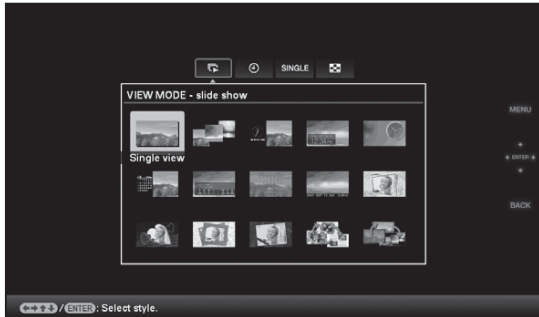 SINGLE
VIEW MODE - slide show
Single view
MENU
ENTER
BACK
/ ENTER : Select style.